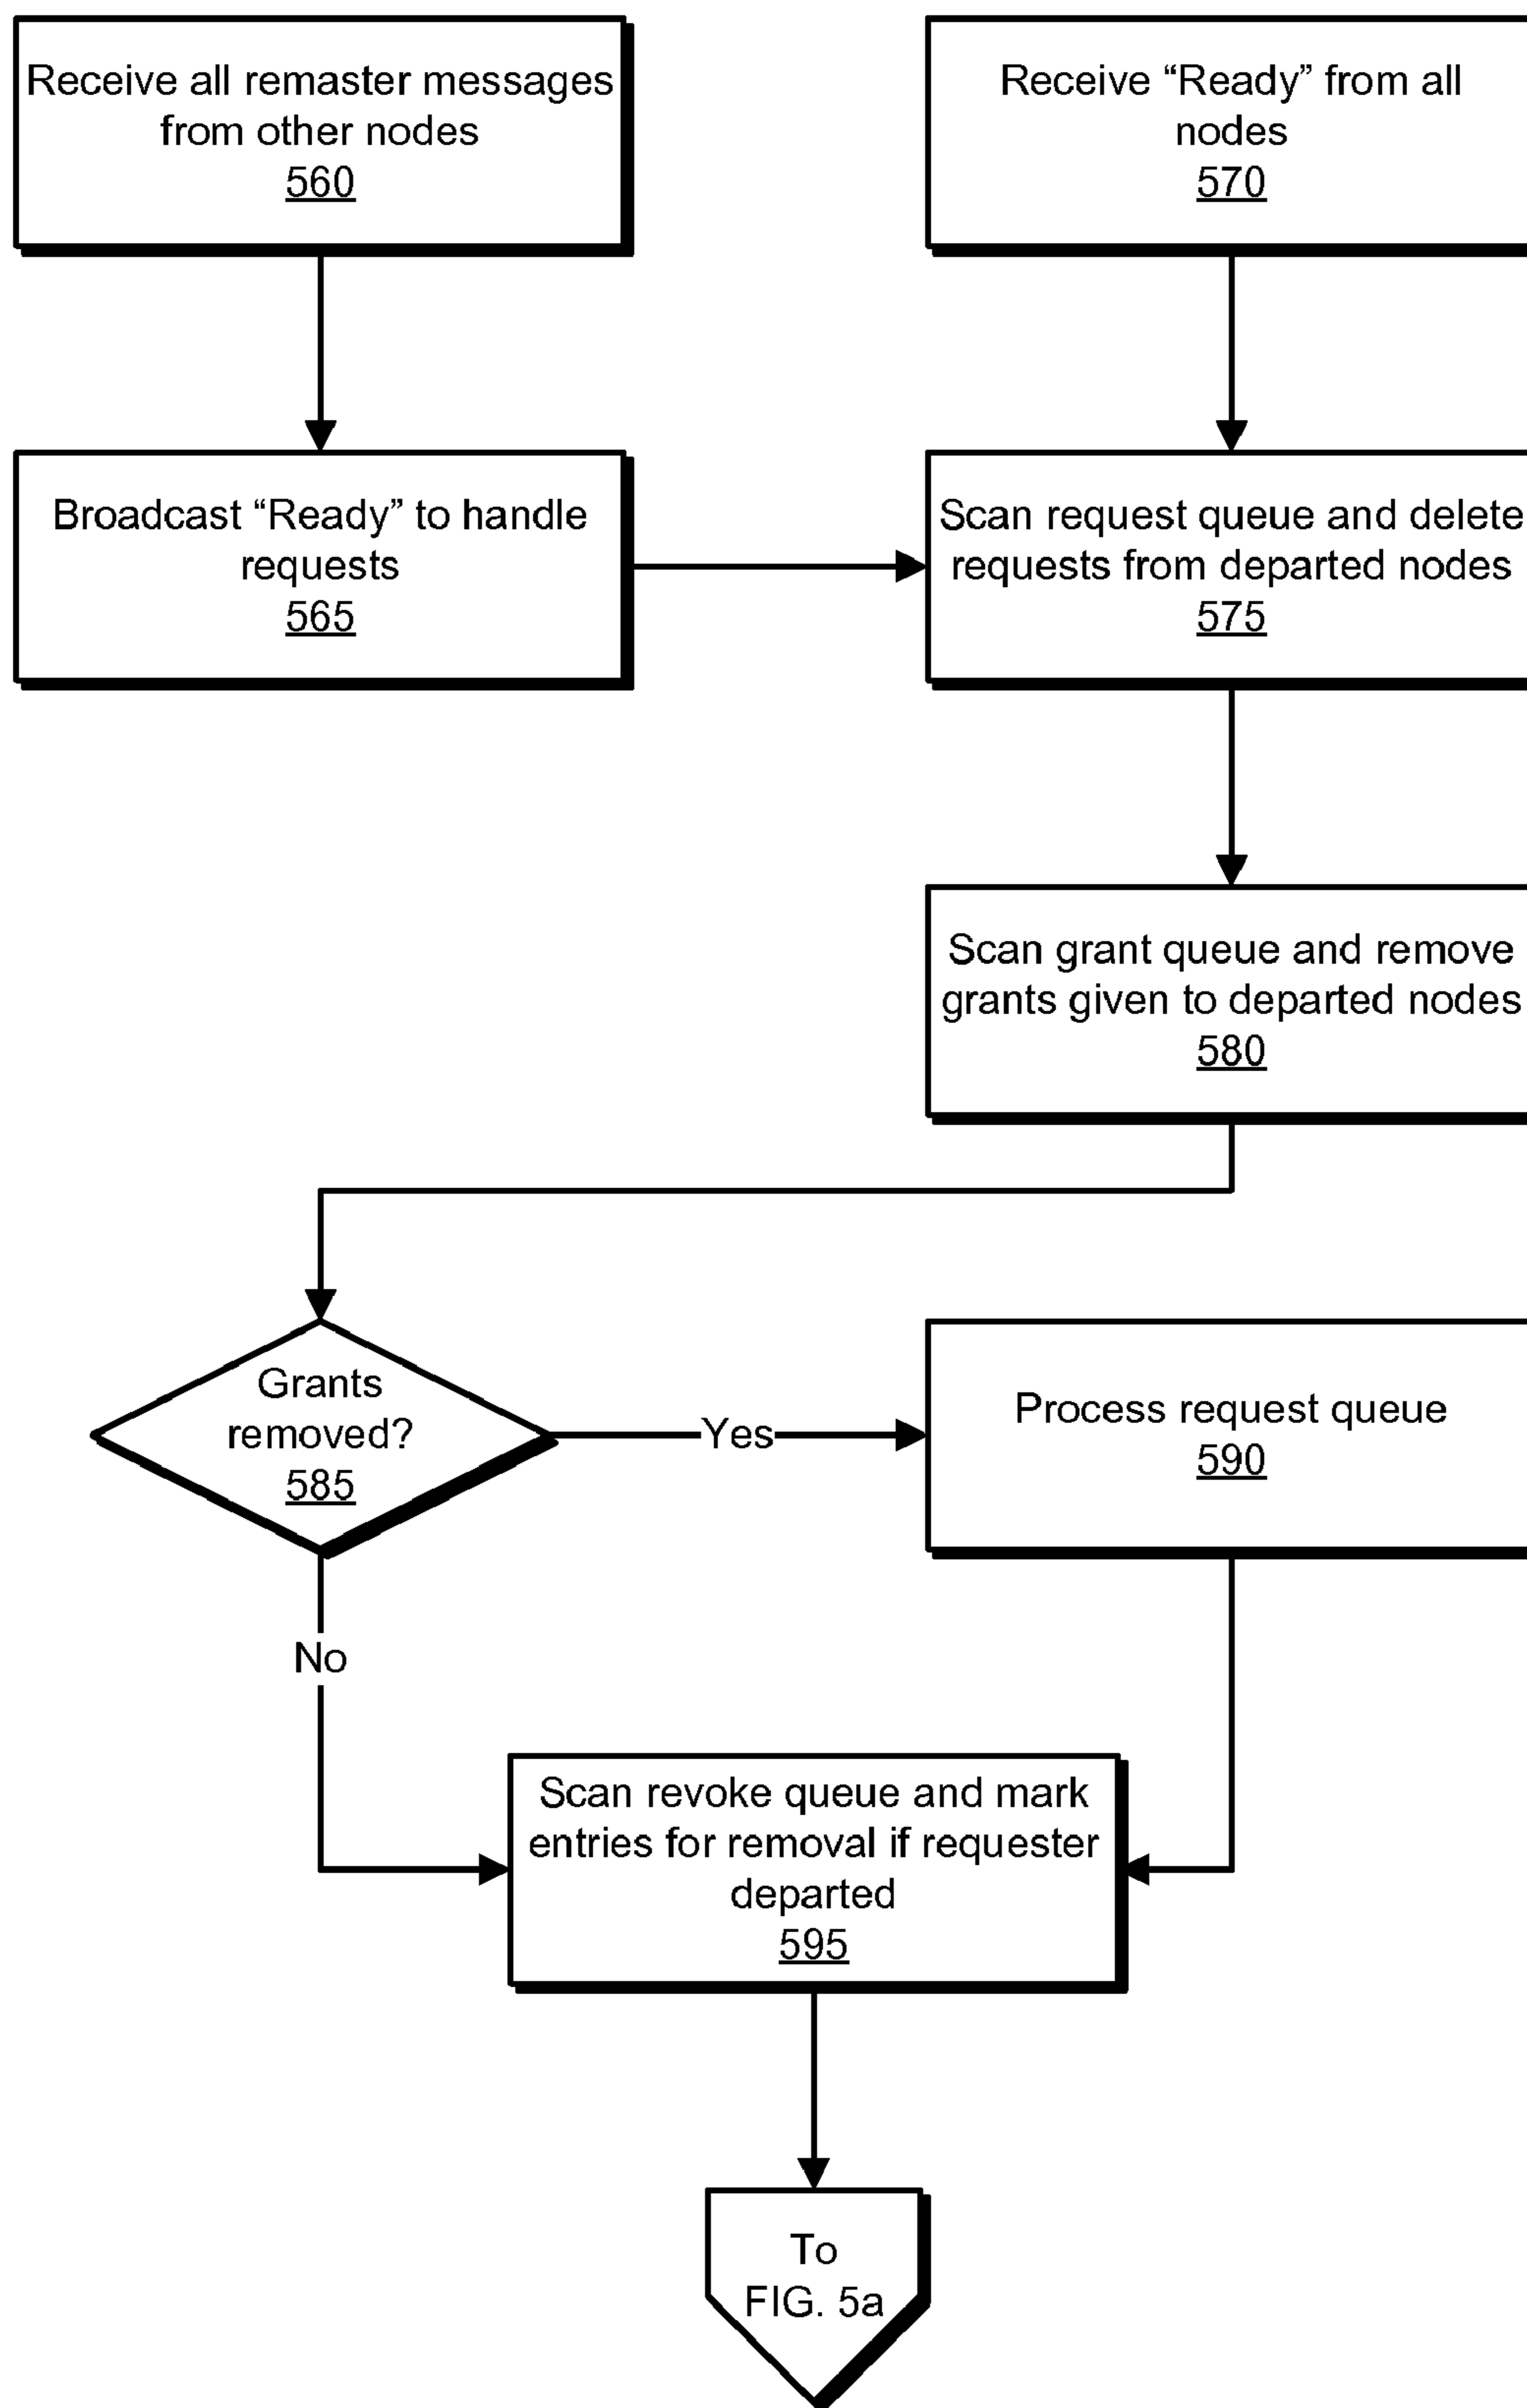 Receive all remaster messages
from other nodes
560
Receive “Ready” from all
nodes
570
Broadcast “Ready” to handle
requests
565
Scan request queue and delete
requests from departed nodes
575
Scan grant queue and remove
grants given to departed nodes
580
Grants
removed?
585
Yes
Process request queue
590
No
Scan revoke queue and mark
entries for removal if requester
departed
595
To
FIG. 5a